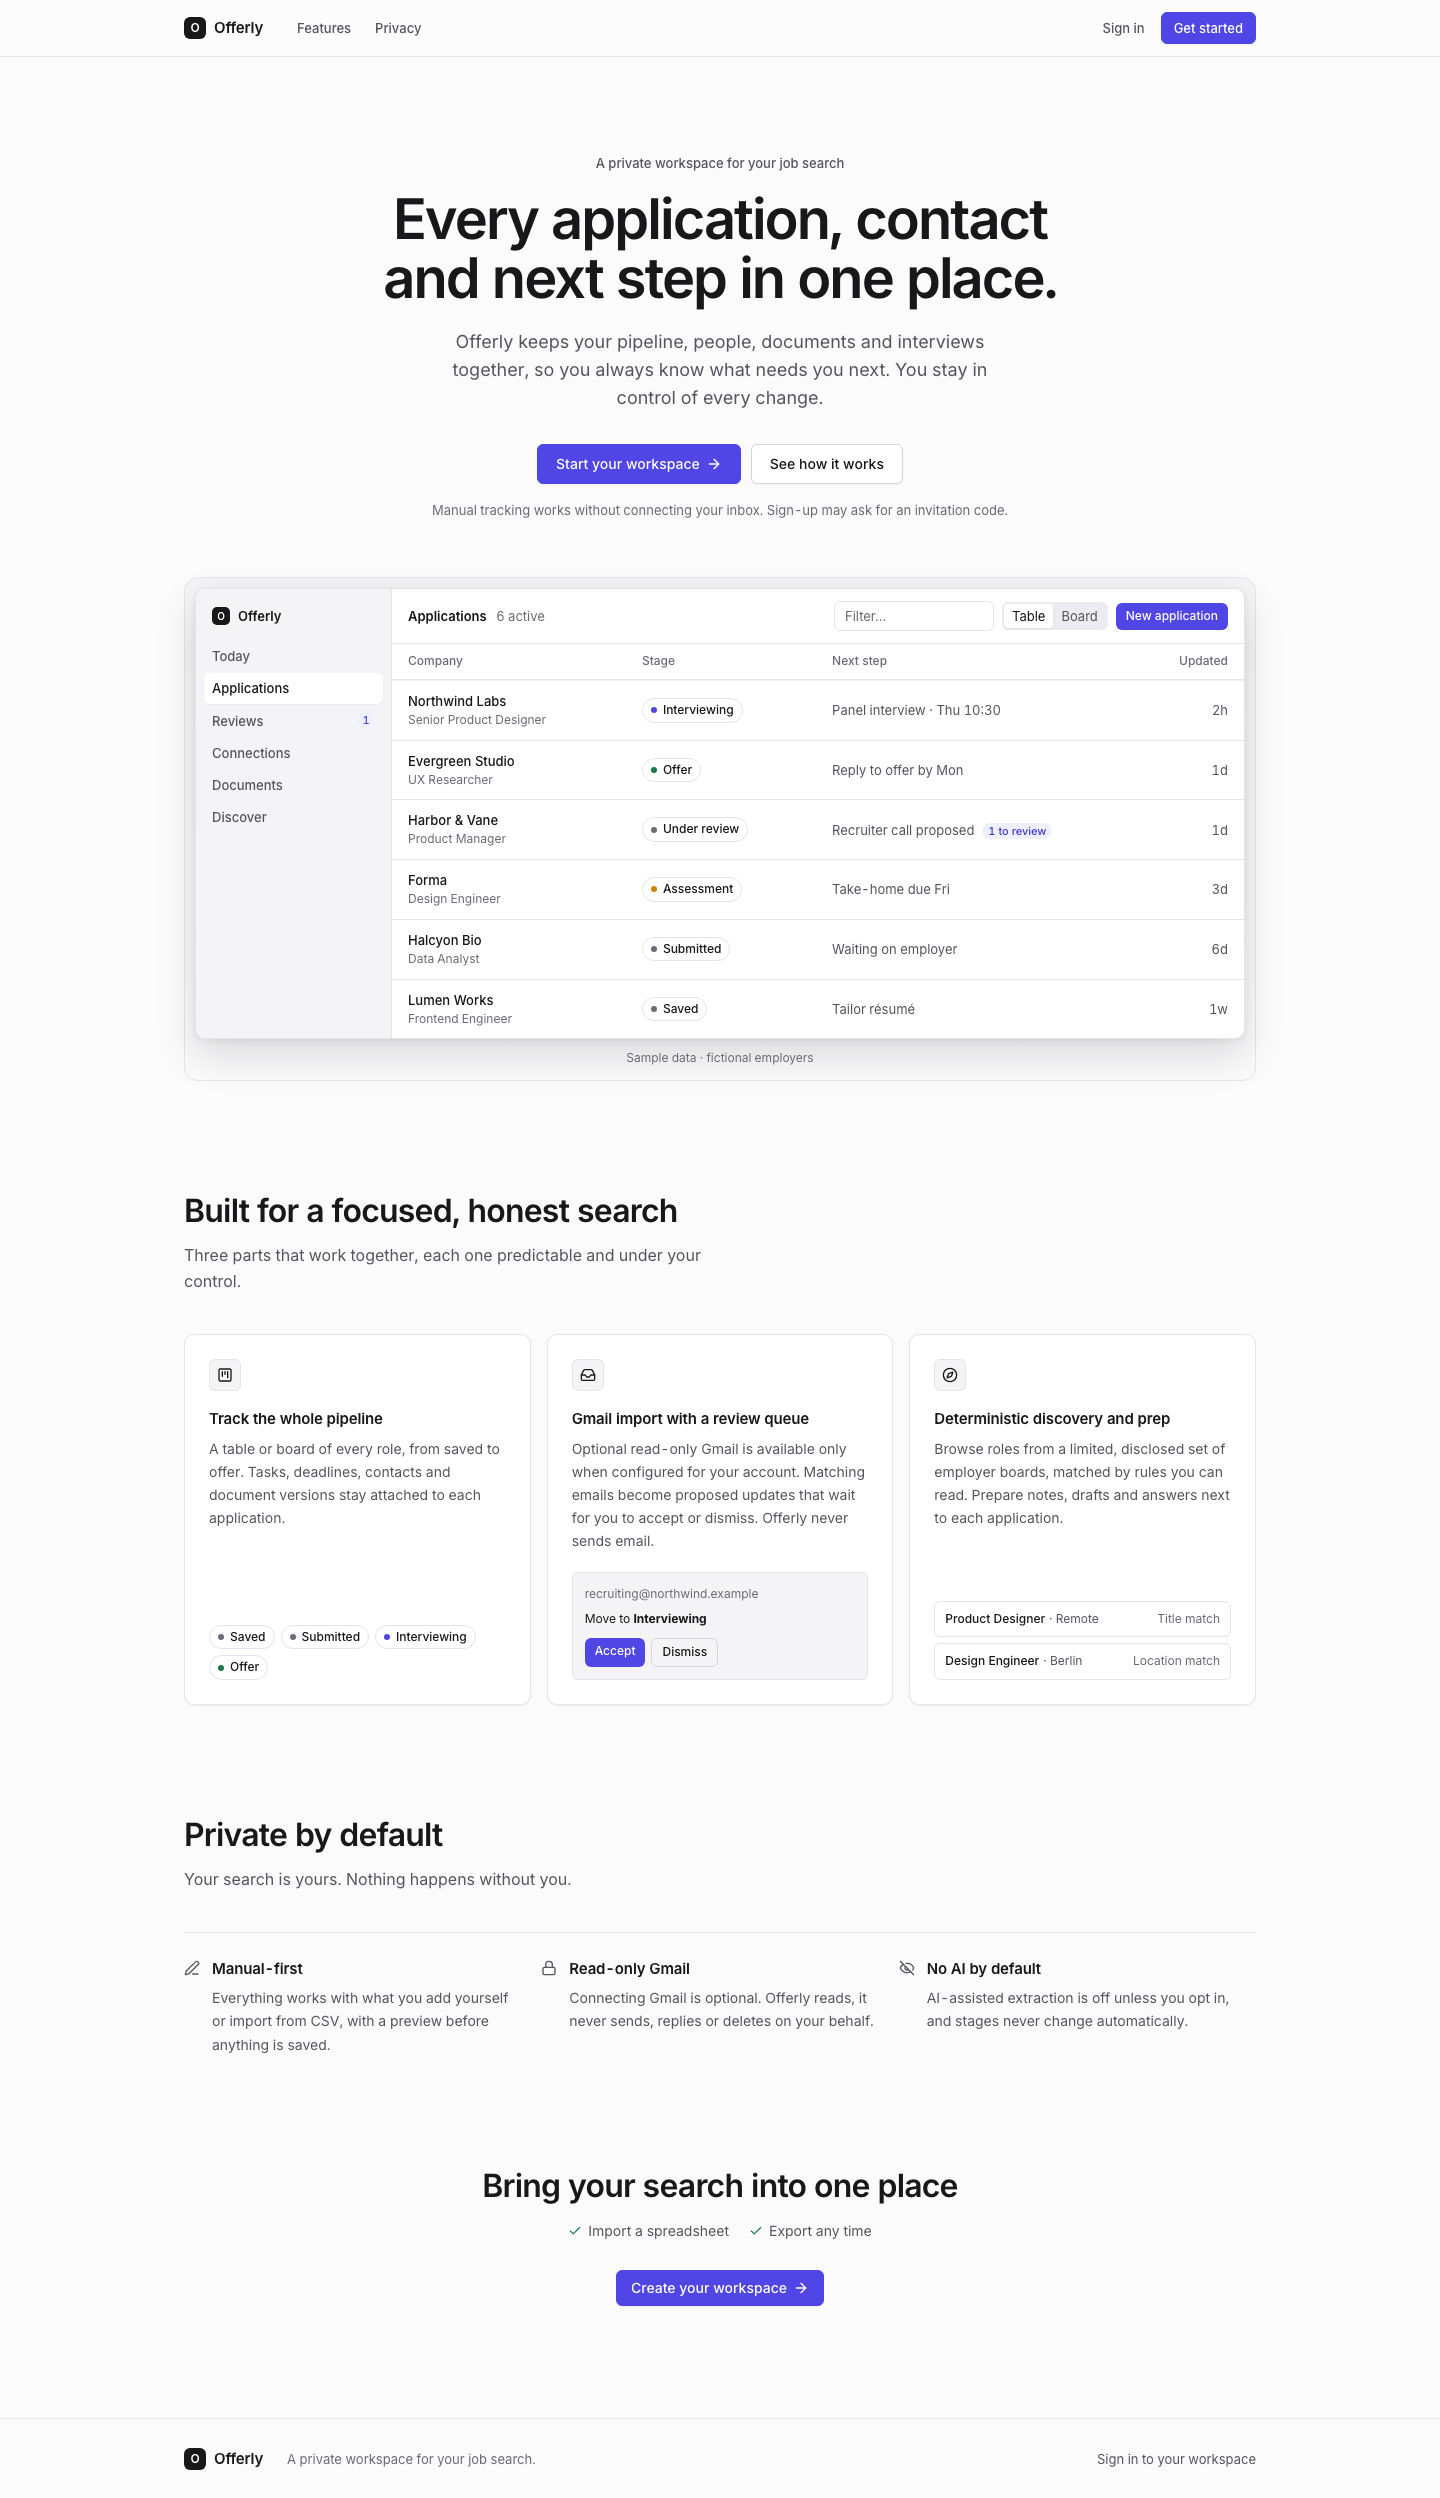 O Offerly Features Privacy Sign in Get started
A private workspace for your job search
Every application, contact
and next step in one place.
Offerly keeps your pipeline, people, documents and interviews
together, so you always know what needs you next. You stay in
control of every change.
Start your workspace → See how it works
Manual tracking works without connecting your inbox. Sign-up may ask for an invitation code.
O Offerly
Today
Applications
Reviews 1
Connections
Documents
Discover
Applications 6 active Filter... Table Board New application
Company Stage Next step Updated
Northwind Labs
Senior Product Designer
Interviewing
Panel interview · Thu 10:30
2h
Evergreen Studio
UX Researcher
Offer
Reply to offer by Mon
1d
Harbor & Vane
Product Manager
Under review
Recruiter call proposed 1 to review
1d
Forma
Design Engineer
Assessment
Take-home due Fri
3d
Halcyon Bio
Data Analyst
Submitted
Waiting on employer
6d
Lumen Works
Frontend Engineer
Saved
Tailor résumé
1w
Sample data · fictional employers
Built for a focused, honest search
Three parts that work together, each one predictable and under your
control.
Track the whole pipeline
A table or board of every role, from saved to
offer. Tasks, deadlines, contacts and
document versions stay attached to each
application.
Saved Submitted Interviewing
Offer
Gmail import with a review queue
Optional read-only Gmail is available only
when configured for your account. Matching
emails become proposed updates that wait
for you to accept or dismiss. Offerly never
sends email.
recruiting@northwind.example
Move to Interviewing
Accept Dismiss
Deterministic discovery and prep
Browse roles from a limited, disclosed set of
employer boards, matched by rules you can
read. Prepare notes, drafts and answers next
to each application.
Product Designer · Remote Title match
Design Engineer · Berlin Location match
Private by default
Your search is yours. Nothing happens without you.
Manual-first
Everything works with what you add yourself
or import from CSV, with a preview before
anything is saved.
Read-only Gmail
Connecting Gmail is optional. Offerly reads, it
never sends, replies or deletes on your behalf.
No AI by default
AI-assisted extraction is off unless you opt in,
and stages never change automatically.
Bring your search into one place
Import a spreadsheet Export any time
Create your workspace →
O Offerly A private workspace for your job search. Sign in to your workspace